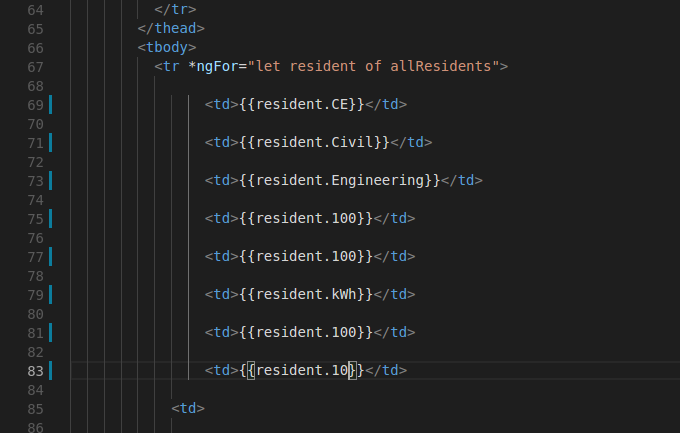 64 </tr>
65 </thead>
66 <tbody>
67 <tr *ngFor="let resident of allResidents">
68
69 <td>{{resident.CE}}</td>
70
71 <td>{{resident.Civil}}</td>
72
73 <td>{{resident.Engineering}}</td>
74
75 <td>{{resident.100}}</td>
76
77 <td>{{resident.100}}</td>
78
79 <td>{{resident.kWh}}</td>
80
81 <td>{{resident.100}}</td>
82
83 <td>{{resident.10}}</td>
84
85 <td>
86